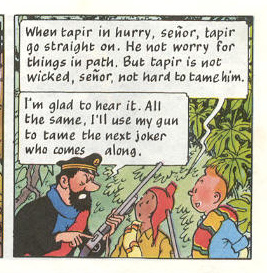 When tapir in hurry, señor, tapir
go straight on. He not worry for
things in path. But tapir is not
wicked, señor, not hard to tame him.
I'm glad to hear it. All
the same, I'll use my gun
to tame the next joker
who comes along.